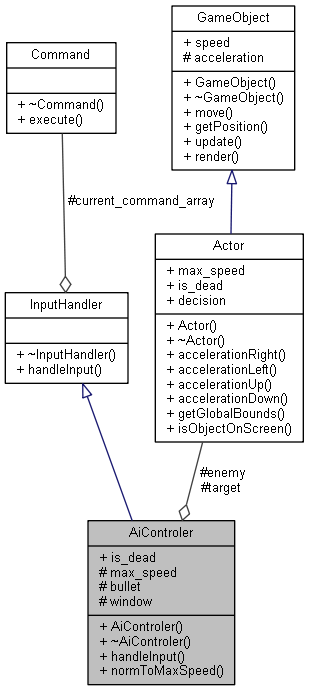 GameObject
+ speed
# acceleration
+ GameObject()
+ ~GameObject()
+ move()
+ getPosition()
+ update()
+ render()
Command
+ ~Command()
+ execute()
#current_command_array
Actor
+ max_speed
+ is_dead
+ decision
+ Actor()
+ ~Actor()
+ accelerationRight()
+ accelerationLeft()
+ accelerationUp()
+ accelerationDown()
+ getGlobalBounds()
+ isObjectOnScreen()
InputHandler
+ ~InputHandler()
+ handleInput()
#enemy
#target
AiControler
+ is_dead
# max_speed
# bullet
# window
+ AiControler()
+ ~AiControler()
+ handleInput()
+ normToMaxSpeed()